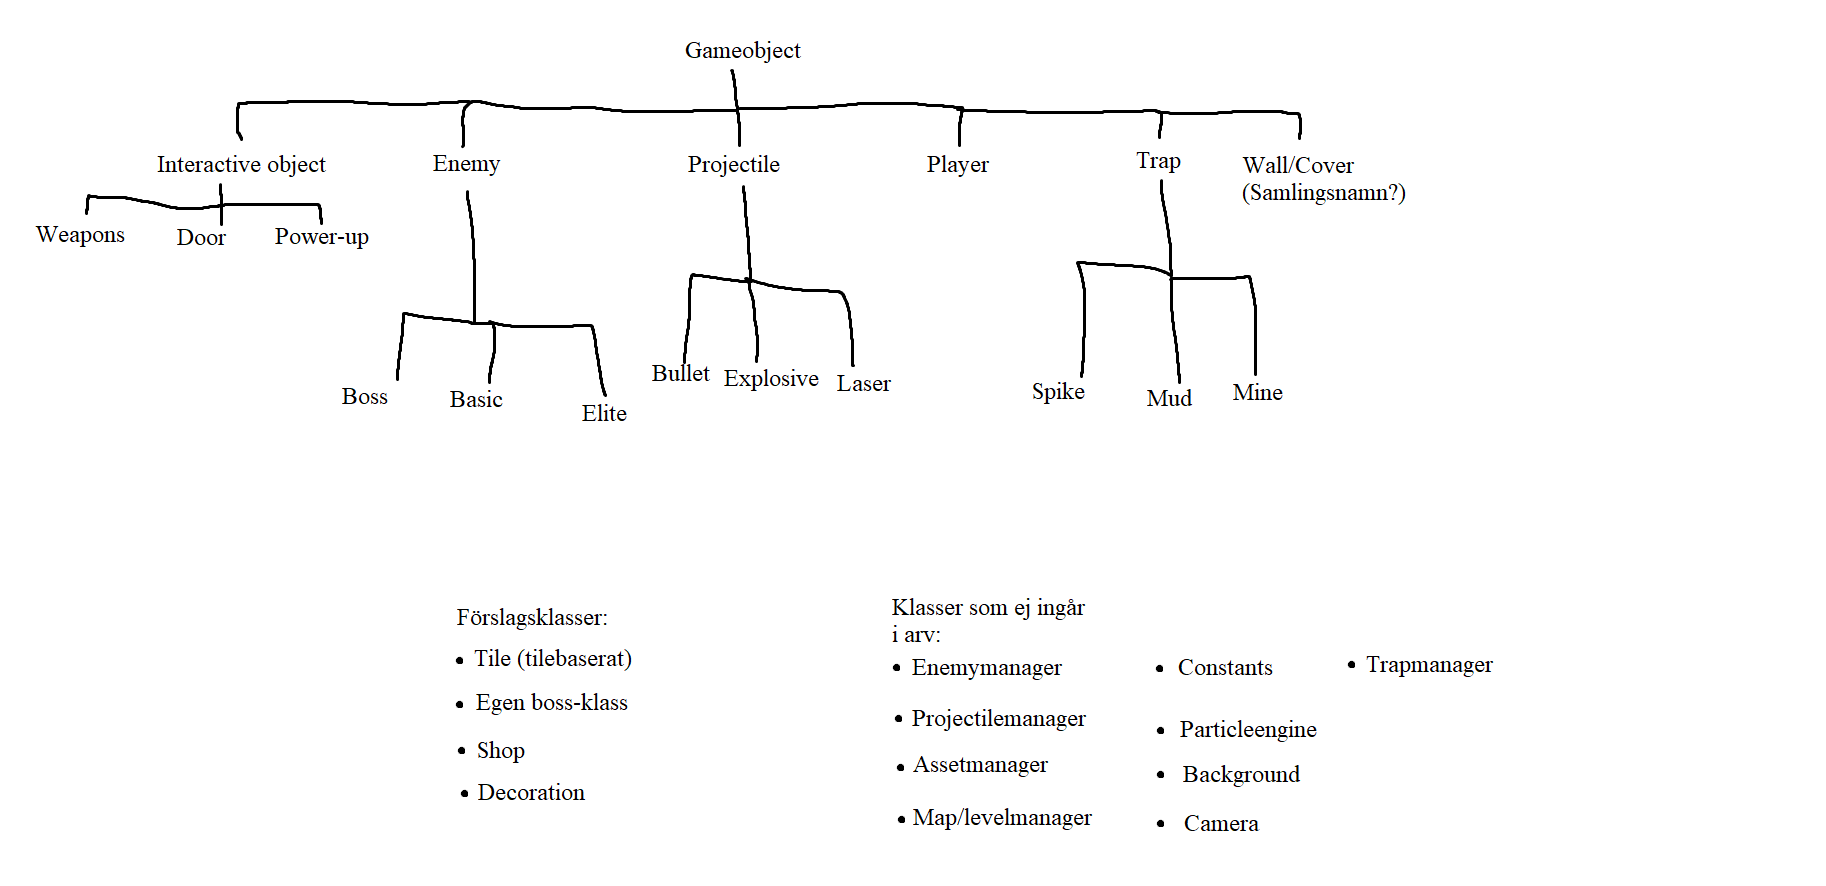 Gameobject
Interactive object
Enemy
Projectile
Player
Trap
Wall/Cover
(Samlingsnamn?)
Weapons
Door
Power-up
Boss
Basic
Elite
Bullet
Explosive
Laser
Spike
Mud
Mine
Förslagsklasser:
• Tile (tilebaserat)
• Egen boss-klass
• Shop
• Decoration
Klasser som ej ingår
i arv:
• Enemymanager
• Projectilemanager
• Assetmanager
• Map/levelmanager
• Constants
• Particleengine
• Background
• Camera
• Trapmanager